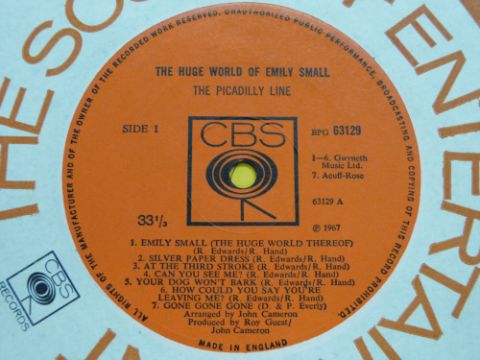 THE HUGE WORLD OF EMILY SMALL
THE PICADILLY LINE
SIDE 1
CBS
BPG 63129
1—6. Gwyneth
Music Ltd.
7. Acuff-Rose
63129 A
33 1/3
℗ 1967
1. EMILY SMALL (THE HUGE WORLD THEREOF)
(R. Edwards/R. Hand)
2. SILVER PAPER DRESS (R. Edwards/R. Hand)
3. AT THE THIRD STROKE (R. Edwards/R. Hand)
4. CAN YOU SEE ME? (R. Edwards/R. Hand)
5. YOUR DOG WON'T BARK (R. Edwards/R. Hand)
6. HOW COULD YOU SAY YOU'RE
LEAVING ME? (R. Edwards/R. Hand)
7. GONE GONE GONE (D. & P. Everly)
Arranged by John Cameron
Produced by Roy Guest/
John Cameron
MADE IN ENGLAND
ALL RIGHTS OF THE MANUFACTURER AND OF THE OWNER OF THE RECORDED WORK RESERVED. UNAUTHORIZED PUBLIC PERFORMANCE, BROADCASTING AND COPYING OF THIS RECORD PROHIBITED.
THE SOU
F ENTERTAIN
CBS
RECORDS